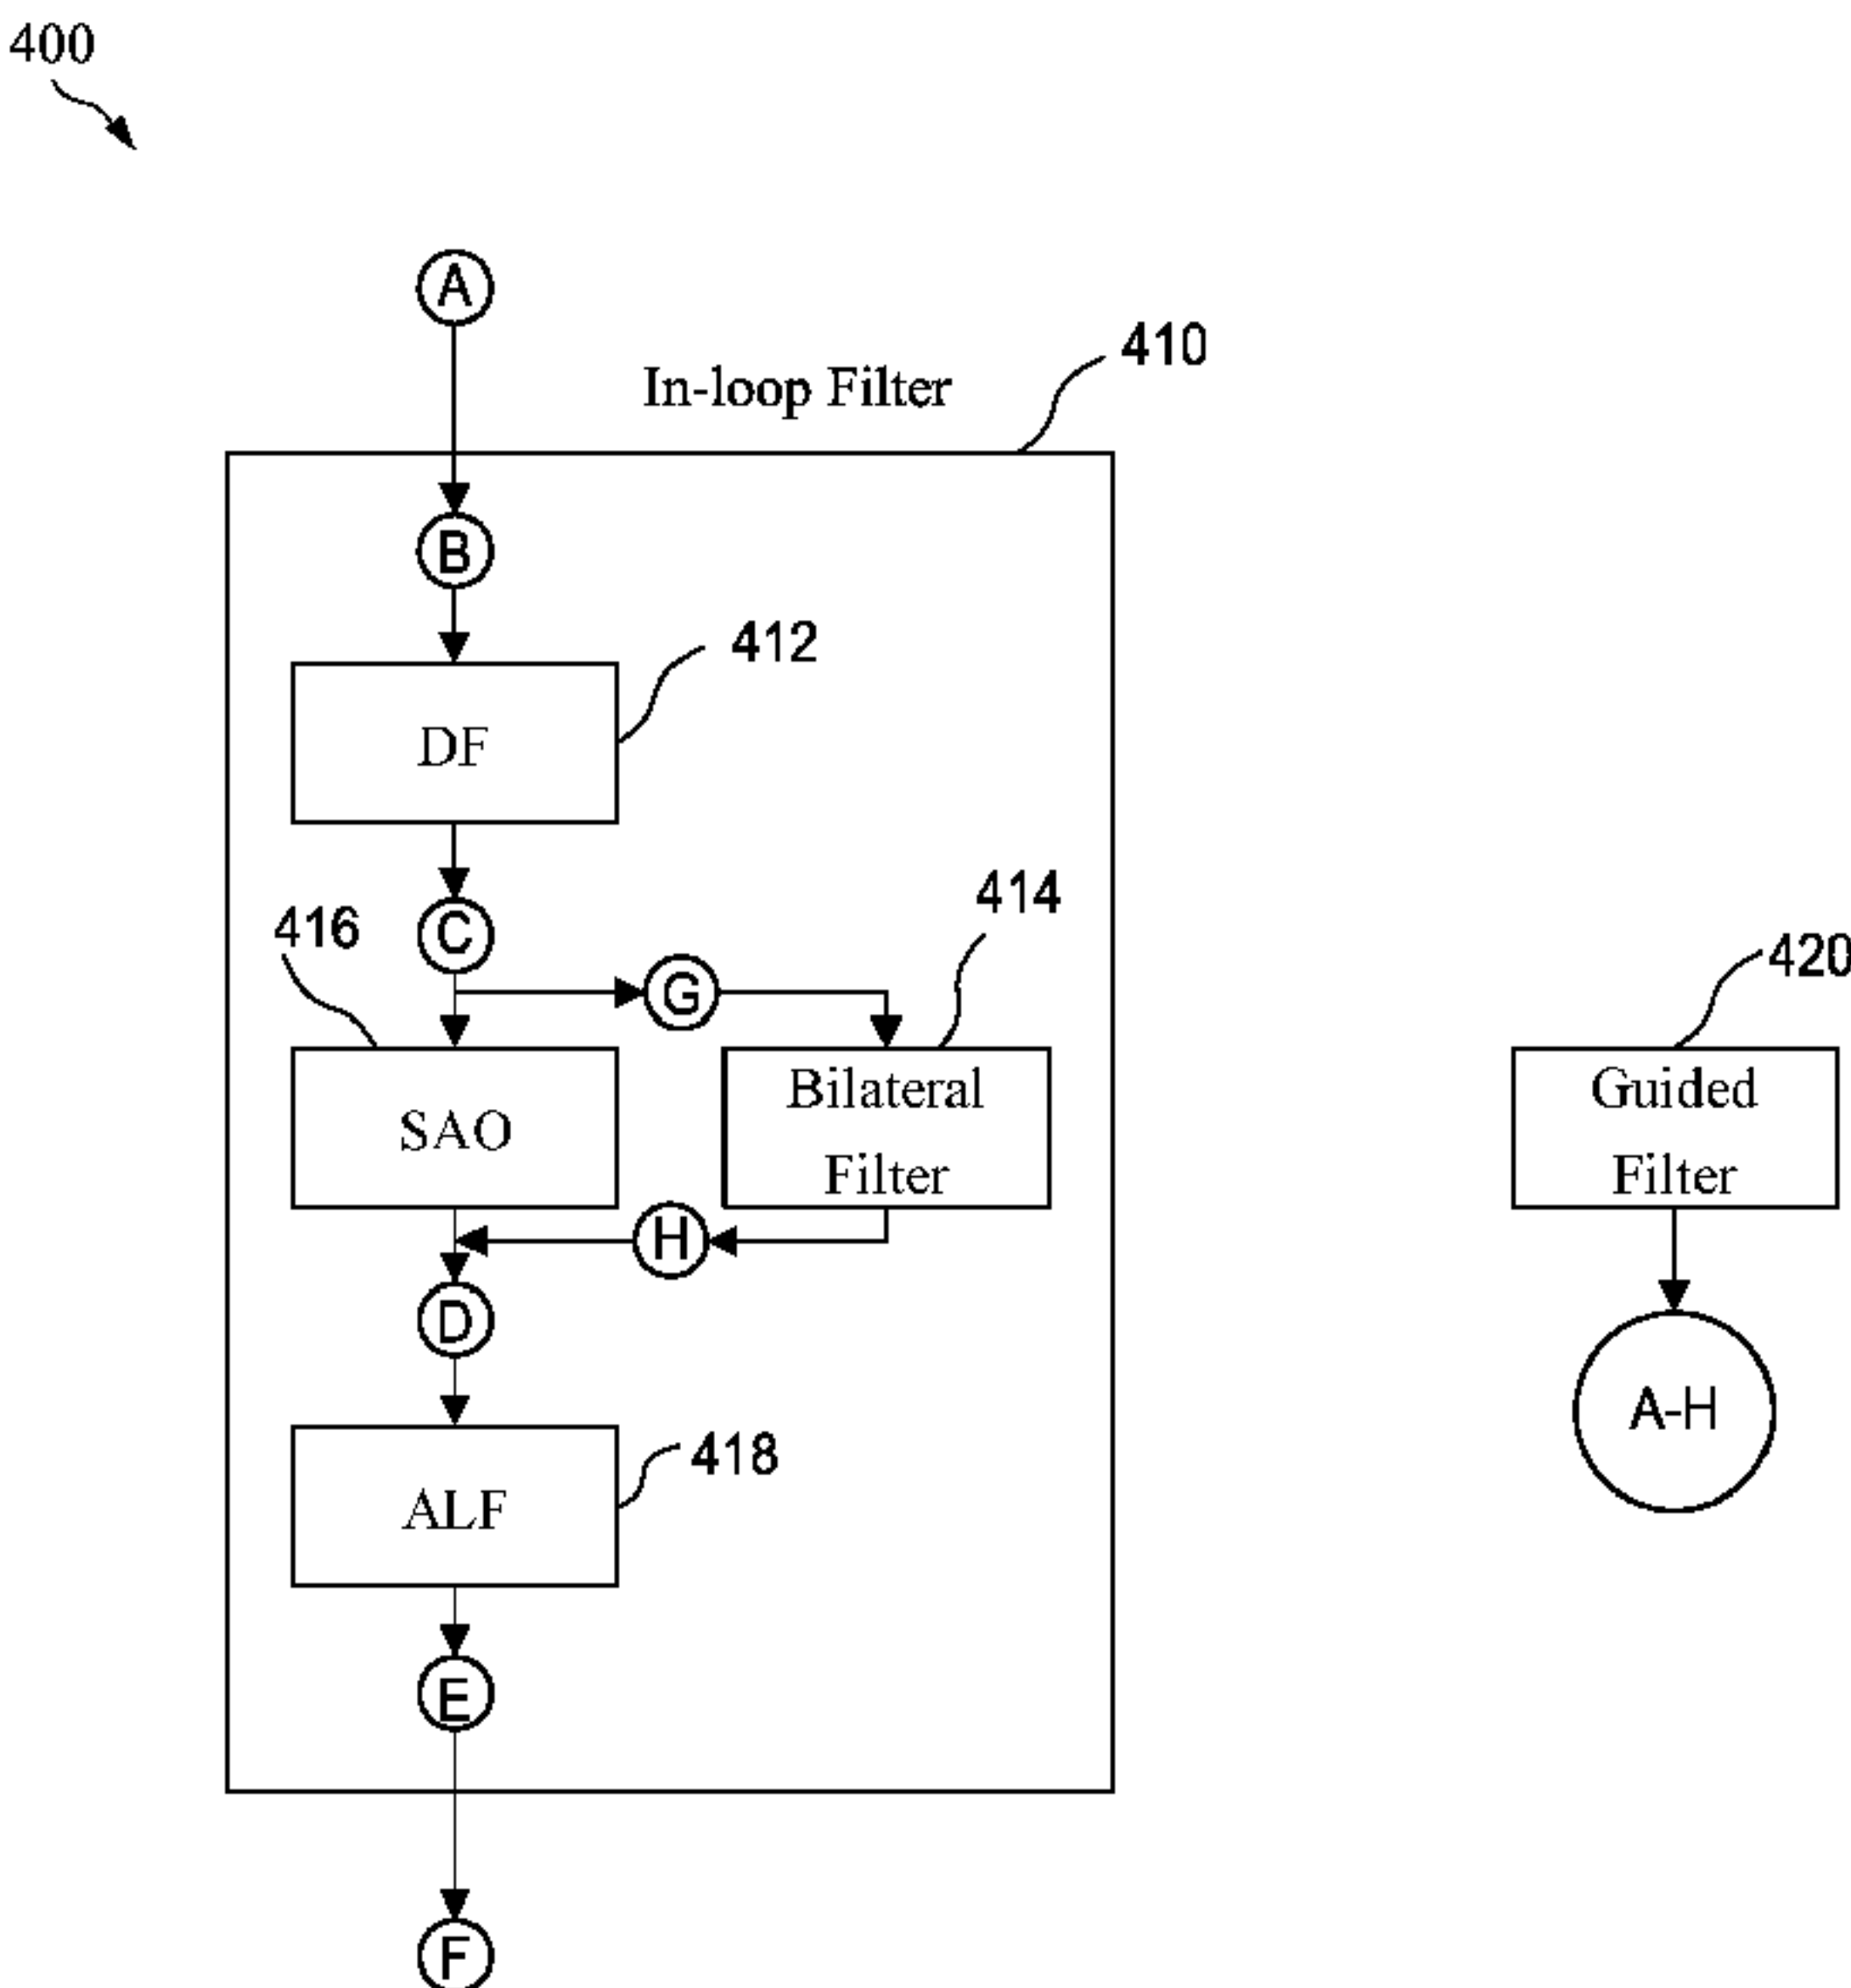 400
A
In-loop Filter
410
B
412
DF
414
416
C
G
420
SAO
Bilateral
Filter
Guided
Filter
H
D
A-H
418
ALF
E
F